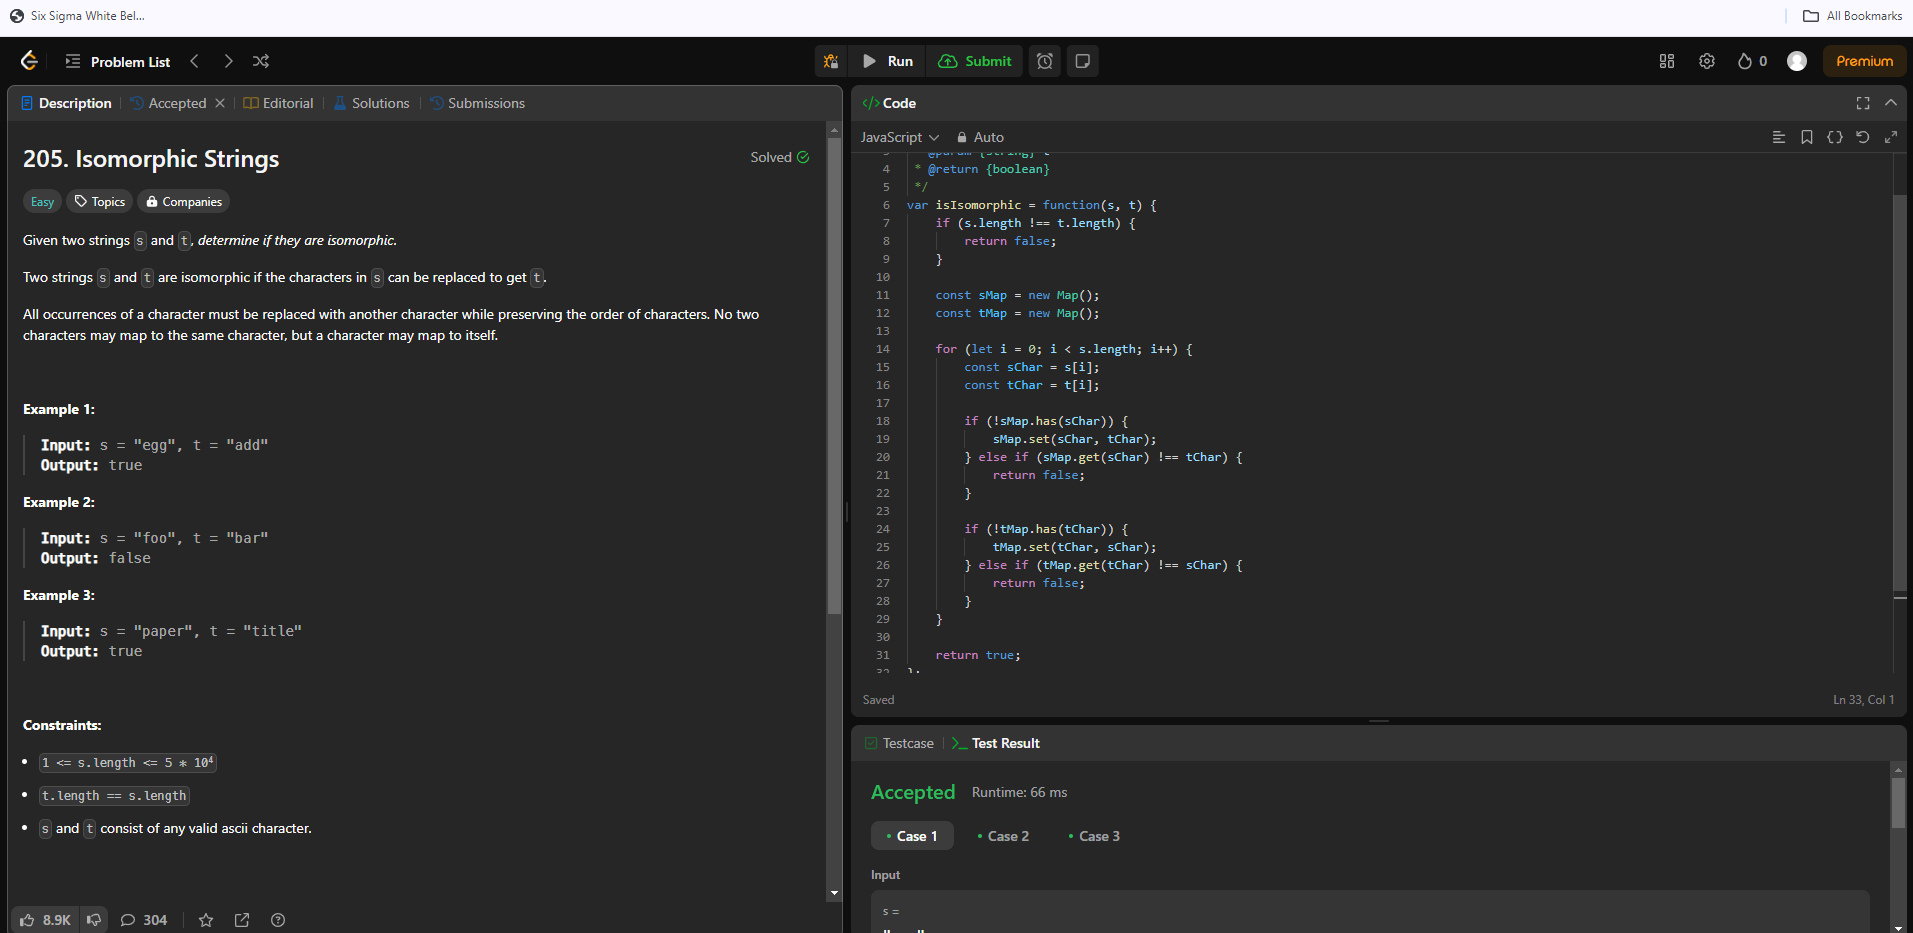 Six Sigma White Bel...
All Bookmarks
Problem List
Run
Submit
0
Premium
Description
Accepted
Editorial
Solutions
Submissions
205. Isomorphic Strings
Solved
Easy
Topics
Companies
Given two strings s and t, determine if they are isomorphic.
Two strings s and t are isomorphic if the characters in s can be replaced to get t.
All occurrences of a character must be replaced with another character while preserving the order of characters. No two
characters may map to the same character, but a character may map to itself.
Example 1:
Input: s = "egg", t = "add"
Output: true
Example 2:
Input: s = "foo", t = "bar"
Output: false
Example 3:
Input: s = "paper", t = "title"
Output: true
Constraints:
• 1 <= s.length <= 5 * 10⁴
• t.length == s.length
• s and t consist of any valid ascii character.
8.9K
304
</> Code
JavaScript
Auto
3 * @param {string} t
4 * @return {boolean}
5 */
6 var isIsomorphic = function(s, t) {
7 if (s.length !== t.length) {
8 return false;
9 }
10
11 const sMap = new Map();
12 const tMap = new Map();
13
14 for (let i = 0; i < s.length; i++) {
15 const sChar = s[i];
16 const tChar = t[i];
17
18 if (!sMap.has(sChar)) {
19 sMap.set(sChar, tChar);
20 } else if (sMap.get(sChar) !== tChar) {
21 return false;
22 }
23
24 if (!tMap.has(tChar)) {
25 tMap.set(tChar, sChar);
26 } else if (tMap.get(tChar) !== sChar) {
27 return false;
28 }
29 }
30
31 return true;
32 };
Saved
Ln 33, Col 1
Testcase
>_ Test Result
Accepted
Runtime: 66 ms
• Case 1
• Case 2
• Case 3
Input
s =